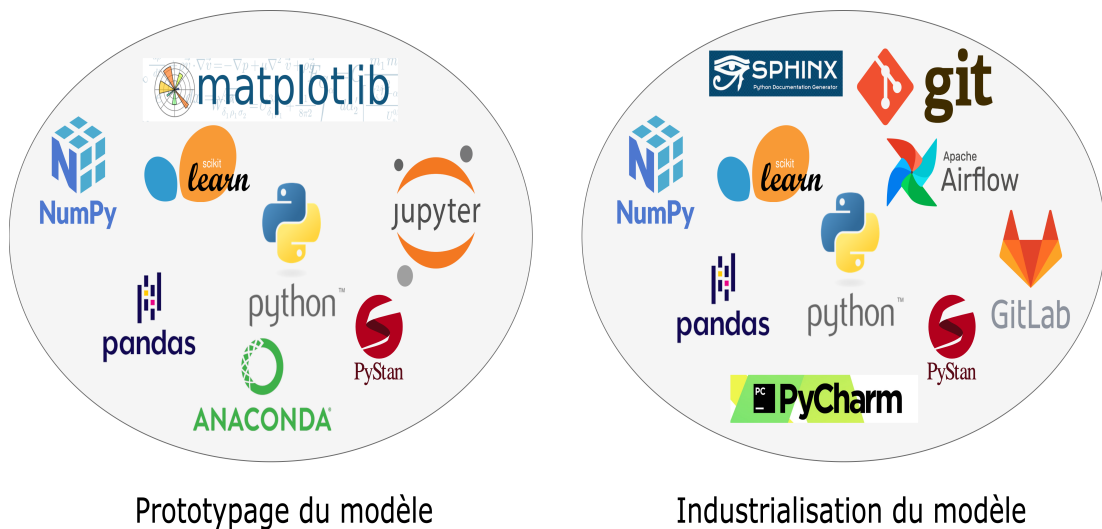 matplotlib
NumPy
scikit
learn
jupyter
python™
pandas
PyStan
ANACONDA®
Prototypage du modèle
SPHINX
Python Documentation Generator
git
NumPy
scikit
learn
Apache
Airflow
python™
GitLab
pandas
PyStan
PC
PyCharm
Industrialisation du modèle